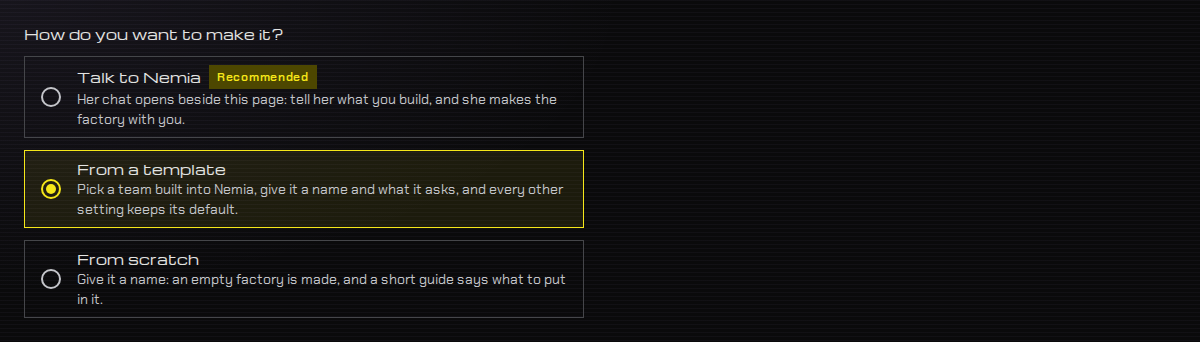 How do you want to make it?
Talk to Nemia Recommended
Her chat opens beside this page: tell her what you build, and she makes the
factory with you.
From a template
Pick a team built into Nemia, give it a name and what it asks, and every other
setting keeps its default.
From scratch
Give it a name: an empty factory is made, and a short guide says what to put
in it.